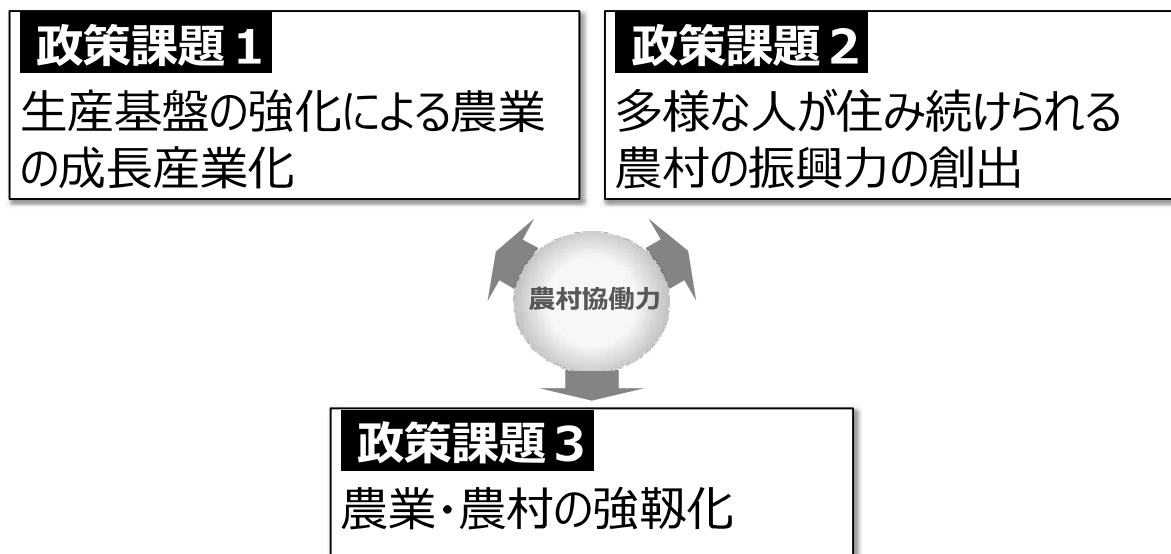 政策課題１
生産基盤の強化による農業
の成長産業化
政策課題２
多様な人が住み続けられる
農村の振興力の創出
農村協働力
政策課題３
農業・農村の強靱化